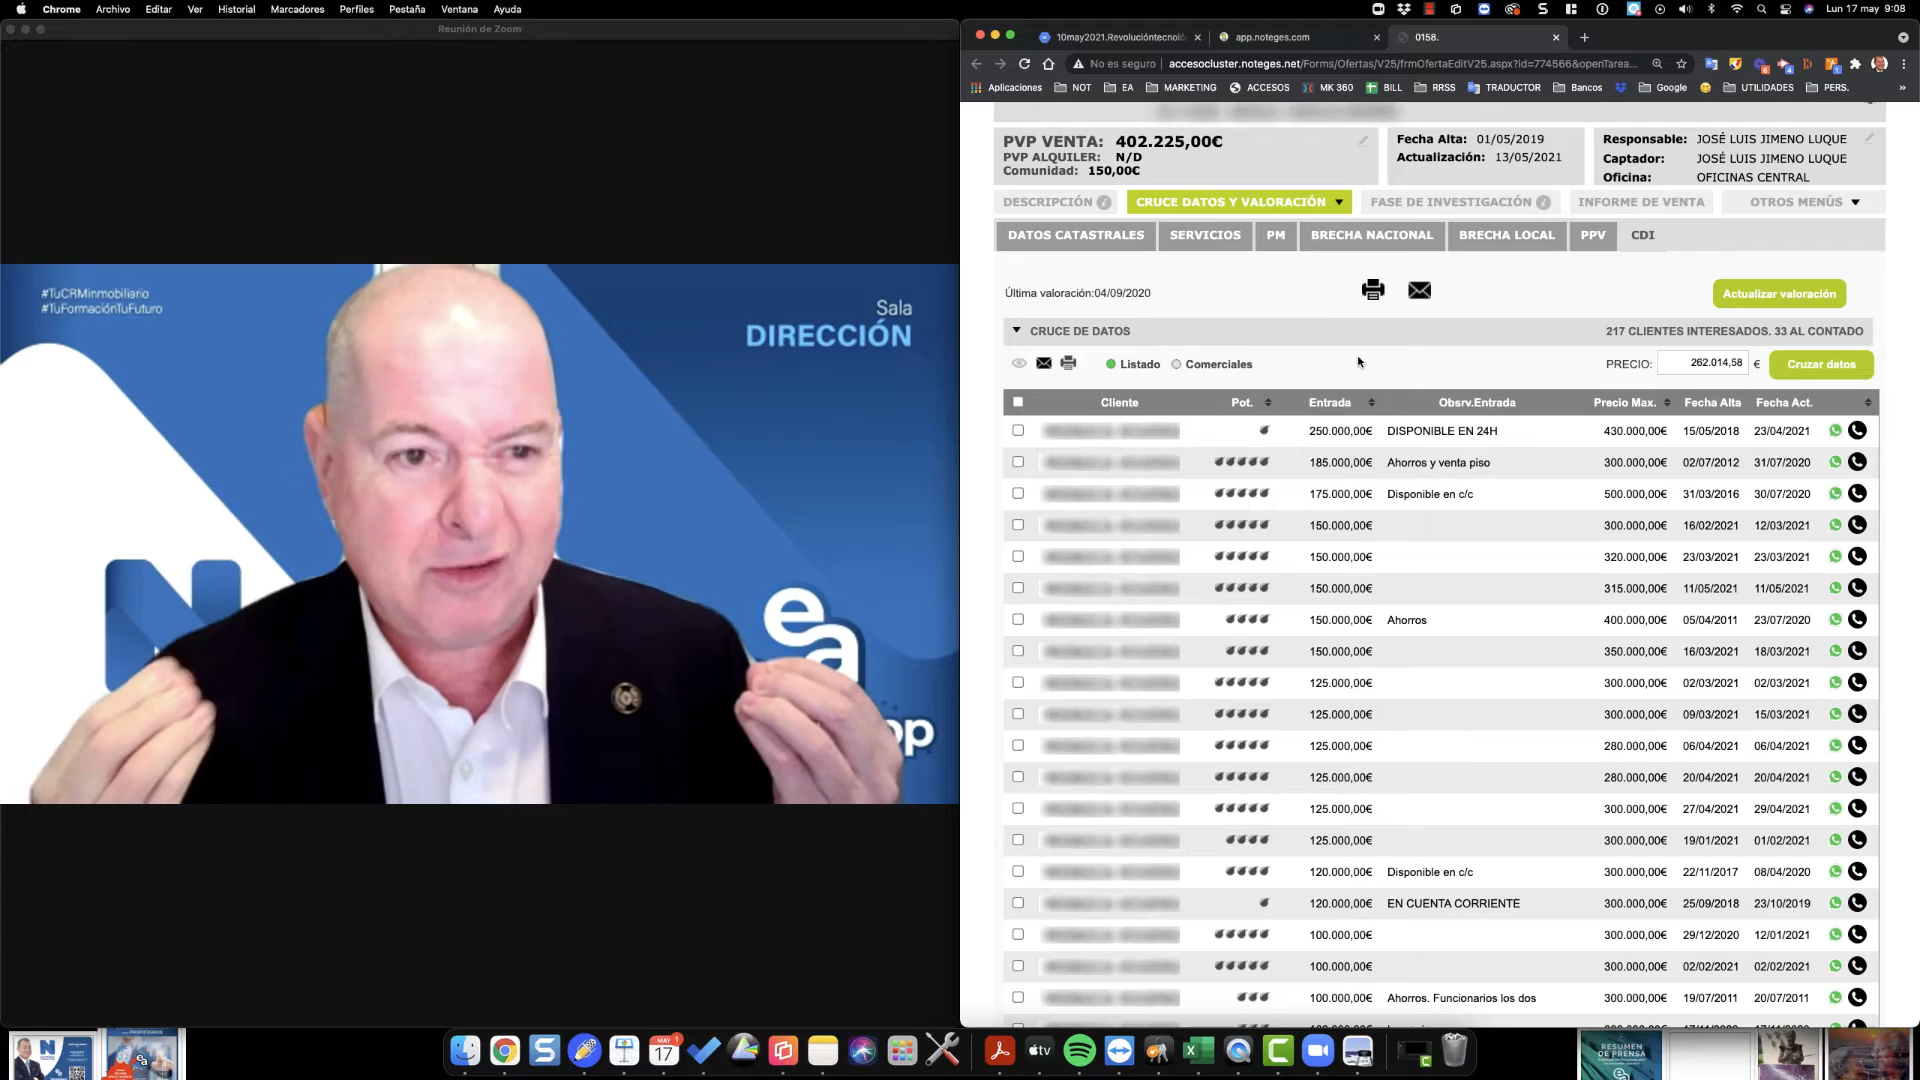 Chrome Archivo Editar Ver Historial Marcadores Perfiles Pestaña Ventana Ayuda
Lun 17 may 9:08
Reunión de Zoom
#TuCRMinmobiliario
#TuFormaciónTuFuturo
Sala
DIRECCIÓN
N
ea
pp
10may2021.Revolucióntecnoló
app.noteges.com
0158.
No es seguro
accesocluster.noteges.net/Forms/Ofertas/V25/frmOfertaEditV25.aspx?id=774566&openTarea...
Aplicaciones NOT EA MARKETING ACCESOS MK 360 BILL RRSS TRADUCTOR Bancos Google UTILIDADES PERS. »
PVP VENTA: 402.225,00€
PVP ALQUILER: N/D
Comunidad: 150,00€
Fecha Alta: 01/05/2019
Actualización: 13/05/2021
Responsable: JOSÉ LUIS JIMENO LUQUE
Captador: JOSÉ LUIS JIMENO LUQUE
Oficina: OFICINAS CENTRAL
DESCRIPCIÓN CRUCE DATOS Y VALORACIÓN FASE DE INVESTIGACIÓN INFORME DE VENTA OTROS MENÚS
DATOS CATASTRALES SERVICIOS PM BRECHA NACIONAL BRECHA LOCAL PPV CDI
Última valoración:04/09/2020
Actualizar valoración
CRUCE DE DATOS 217 CLIENTES INTERESADOS. 33 AL CONTADO
Listado Comerciales PRECIO: 262.014,58 € Cruzar datos
Cliente Pot. Entrada Obsrv.Entrada Precio Max. Fecha Alta Fecha Act.
250.000,00€ DISPONIBLE EN 24H 430.000,00€ 15/05/2018 23/04/2021
185.000,00€ Ahorros y venta piso 300.000,00€ 02/07/2012 31/07/2020
175.000,00€ Disponible en c/c 500.000,00€ 31/03/2016 30/07/2020
150.000,00€ 300.000,00€ 16/02/2021 12/03/2021
150.000,00€ 320.000,00€ 23/03/2021 23/03/2021
150.000,00€ 315.000,00€ 11/05/2021 11/05/2021
150.000,00€ Ahorros 400.000,00€ 05/04/2011 23/07/2020
150.000,00€ 350.000,00€ 16/03/2021 18/03/2021
125.000,00€ 300.000,00€ 02/03/2021 02/03/2021
125.000,00€ 300.000,00€ 09/03/2021 15/03/2021
125.000,00€ 280.000,00€ 06/04/2021 06/04/2021
125.000,00€ 280.000,00€ 20/04/2021 20/04/2021
125.000,00€ 300.000,00€ 27/04/2021 29/04/2021
125.000,00€ 300.000,00€ 19/01/2021 01/02/2021
120.000,00€ Disponible en c/c 300.000,00€ 22/11/2017 08/04/2020
120.000,00€ EN CUENTA CORRIENTE 300.000,00€ 25/09/2018 23/10/2019
100.000,00€ 300.000,00€ 29/12/2020 12/01/2021
100.000,00€ 300.000,00€ 02/02/2021 02/02/2021
100.000,00€ Ahorros. Funcionarios los dos 300.000,00€ 19/07/2011 20/07/2011
MAY
17
tv
RESUMEN
DE PRENSA